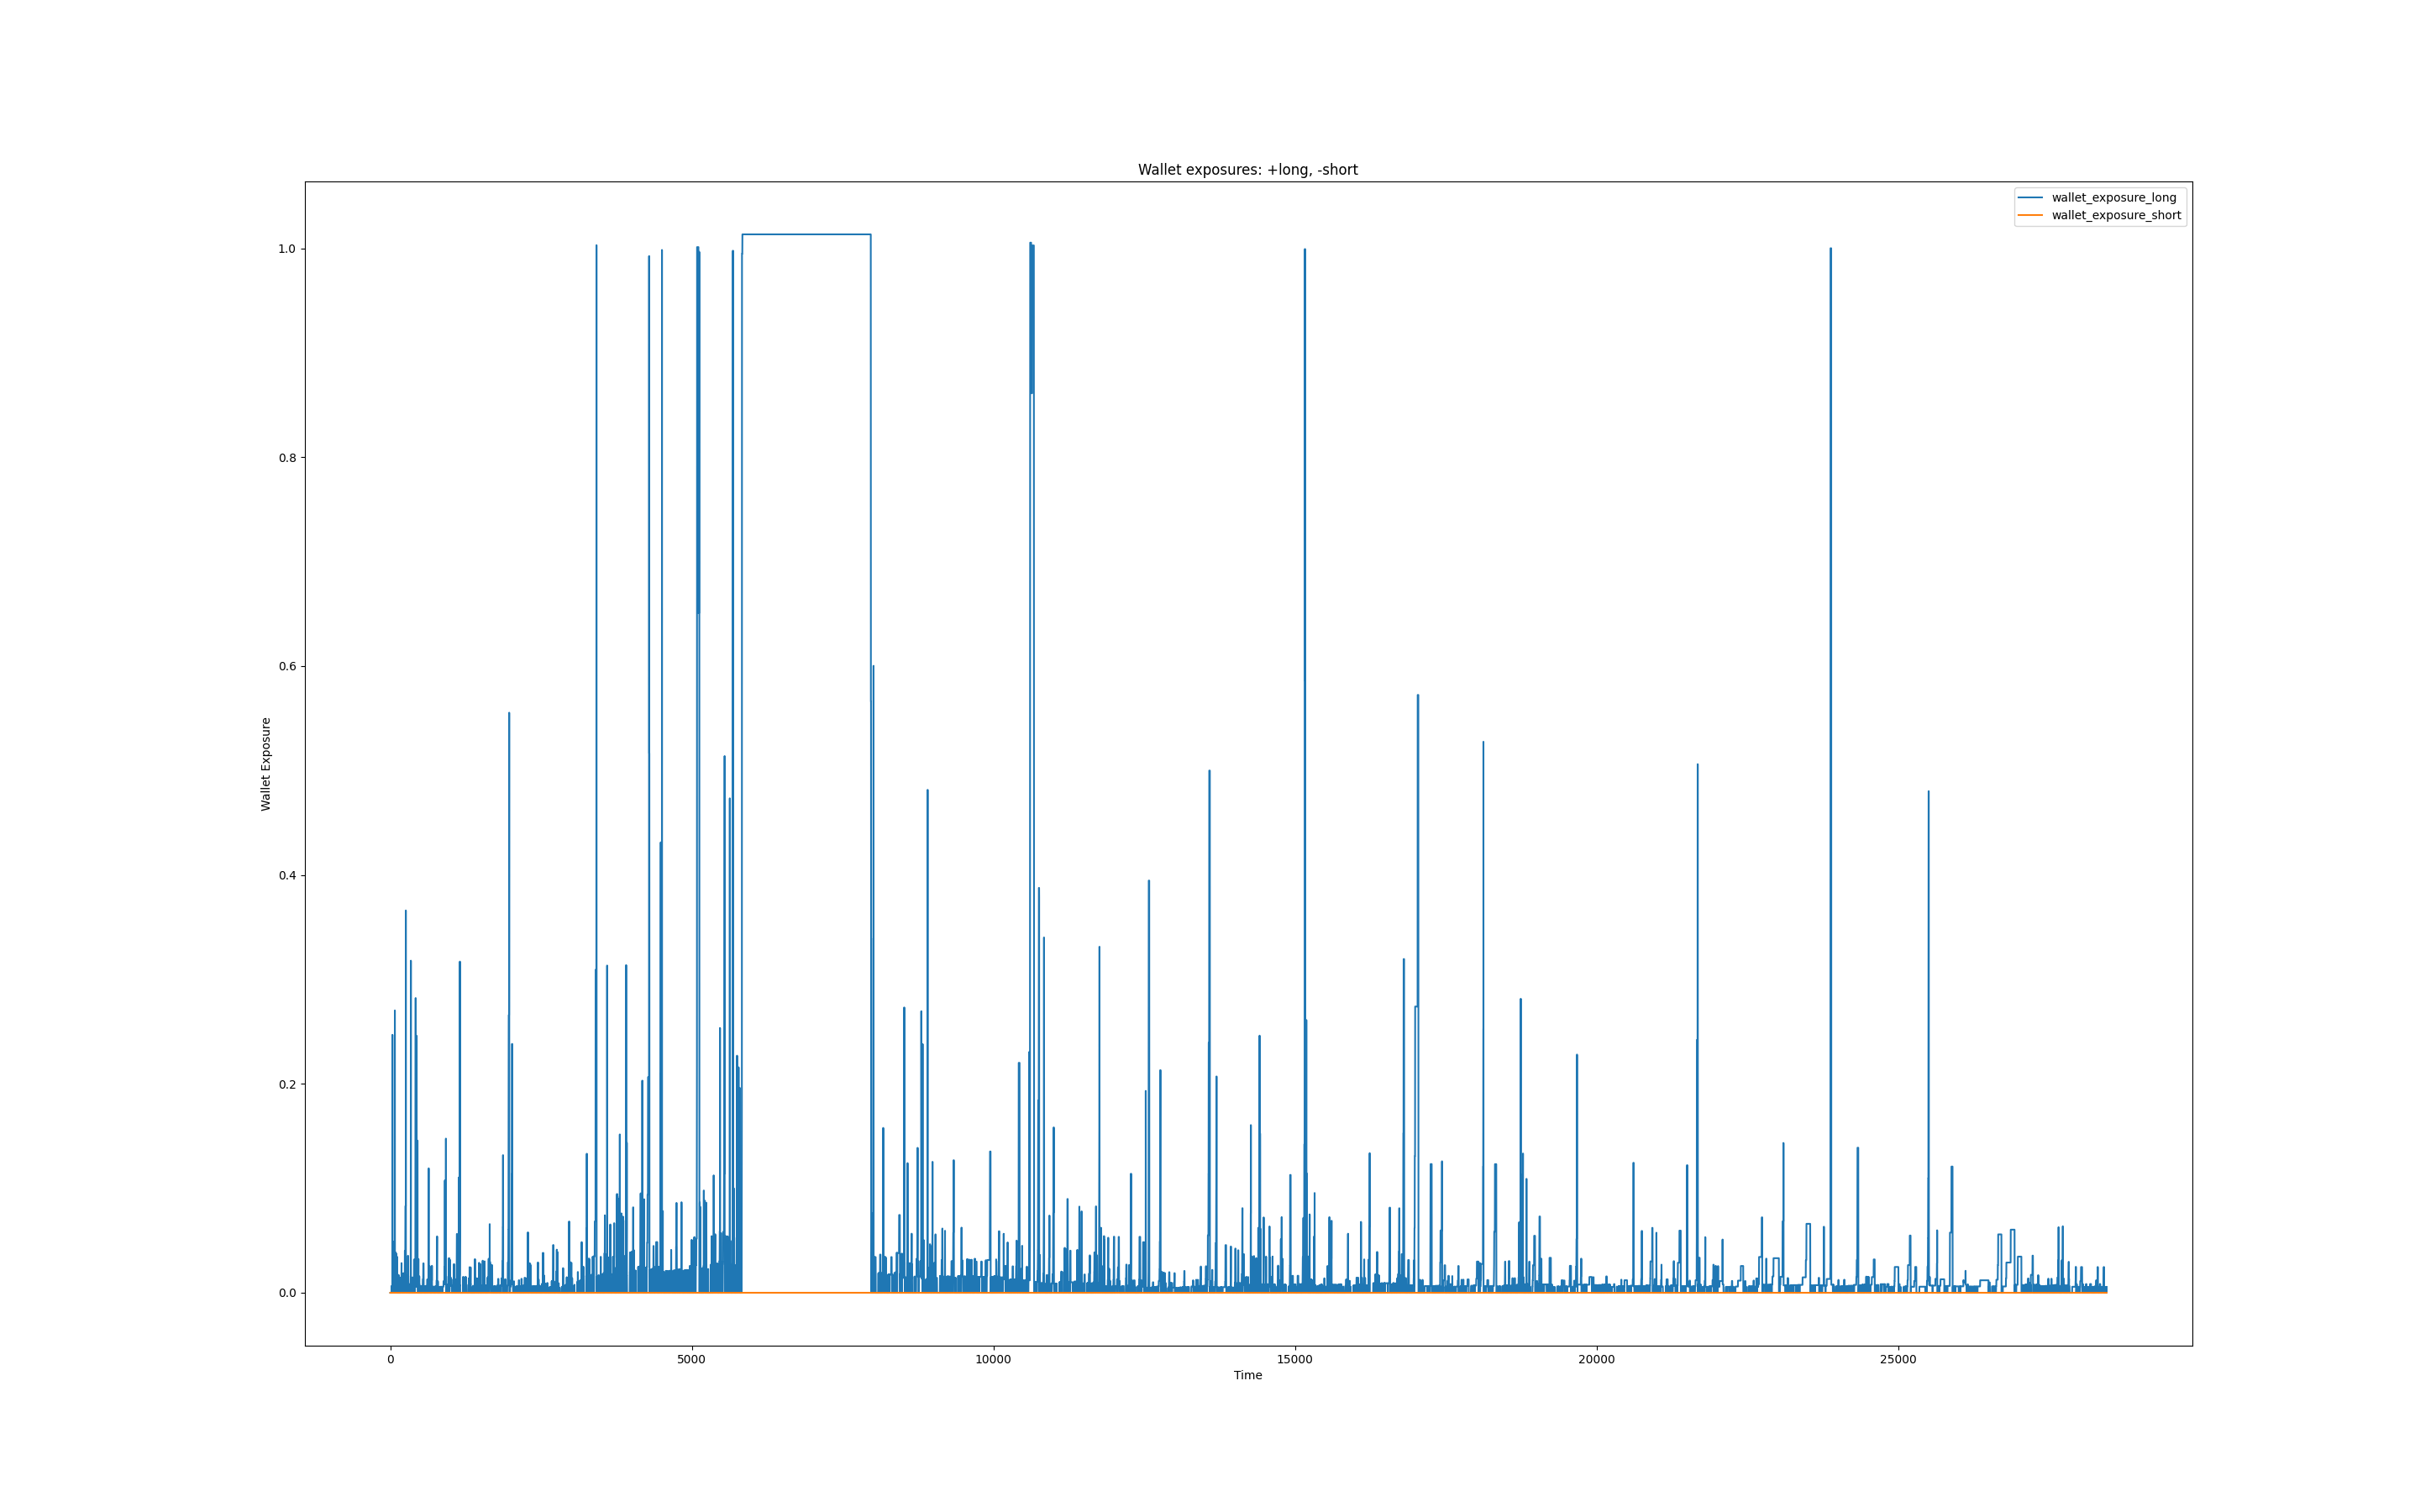 Wallet exposures: +long, -short
wallet_exposure_long
wallet_exposure_short
1.0
0.8
0.6
0.4
0.2
0.0
Wallet Exposure
0 5000 10000 15000 20000 25000
Time